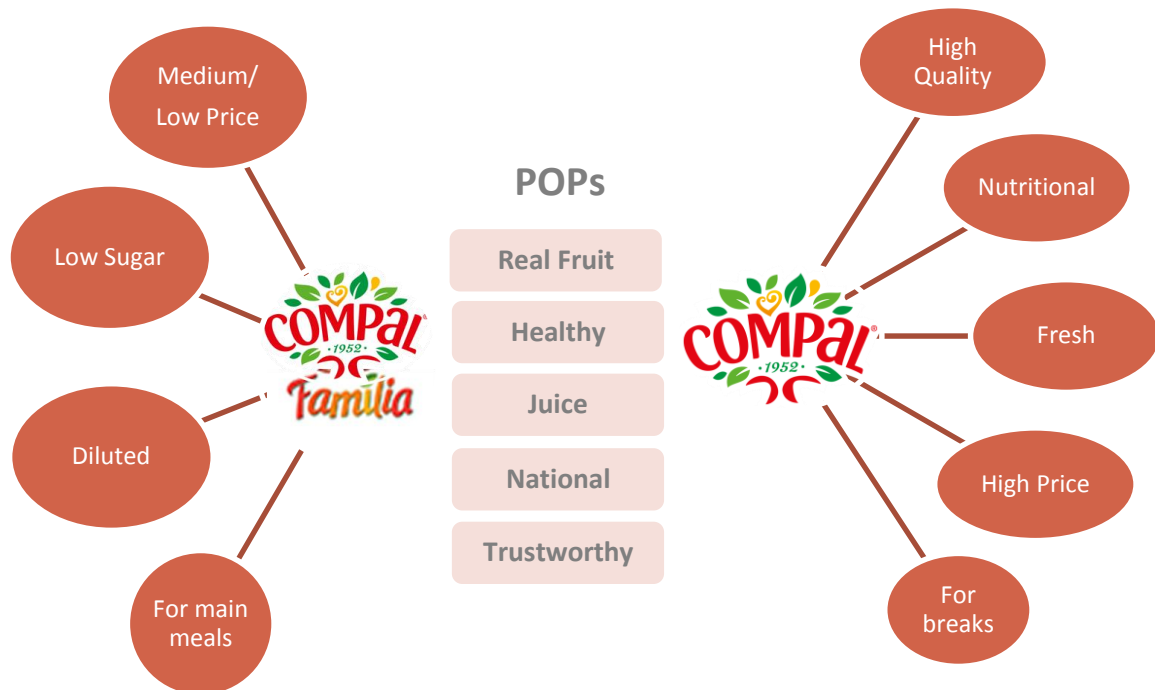 Medium/
Low Price
Low Sugar
Diluted
For main
meals
COMPAL
·1952·
Família
POPs
Real Fruit
Healthy
Juice
National
Trustworthy
COMPAL®
·1952·
High
Quality
Nutritional
Fresh
High Price
For
breaks